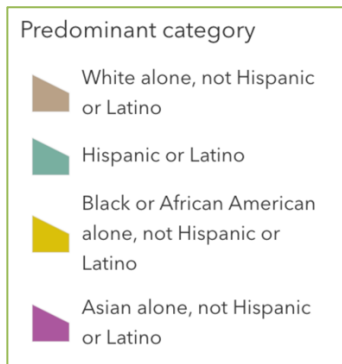 Predominant category
White alone, not Hispanic
or Latino
Hispanic or Latino
Black or African American
alone, not Hispanic or
Latino
Asian alone, not Hispanic
or Latino